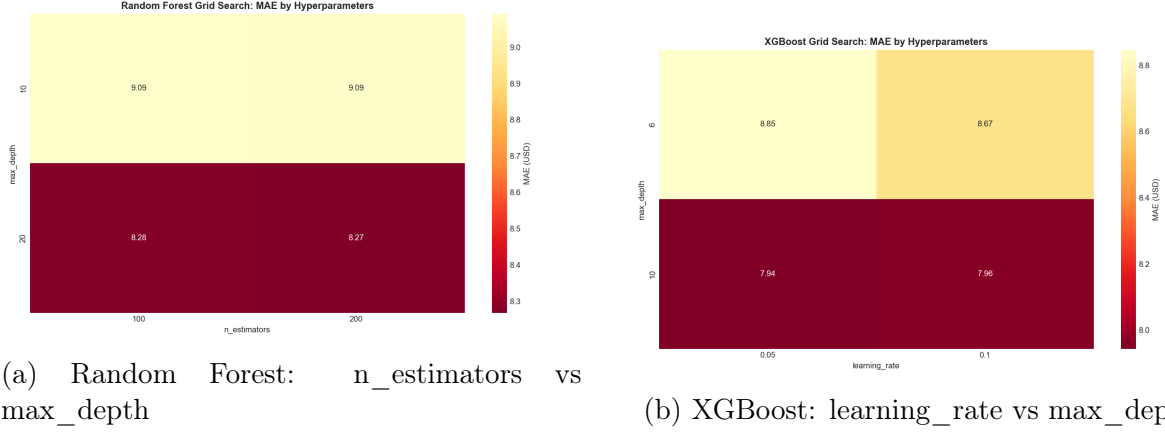 Random Forest Grid Search: MAE by Hyperparameters
max_depth
10
20
9.09 9.09
8.28 8.27
100 200
n_estimators
9.0
8.9
8.8
8.7
8.6
8.5
8.4
8.3
MAE (USD)
(a) Random Forest: n_estimators vs
max_depth
XGBoost Grid Search: MAE by Hyperparameters
max_depth
6
10
8.85 8.67
7.94 7.96
0.05 0.1
learning_rate
8.8
8.6
8.4
8.2
8.0
MAE (USD)
(b) XGBoost: learning_rate vs max_dep